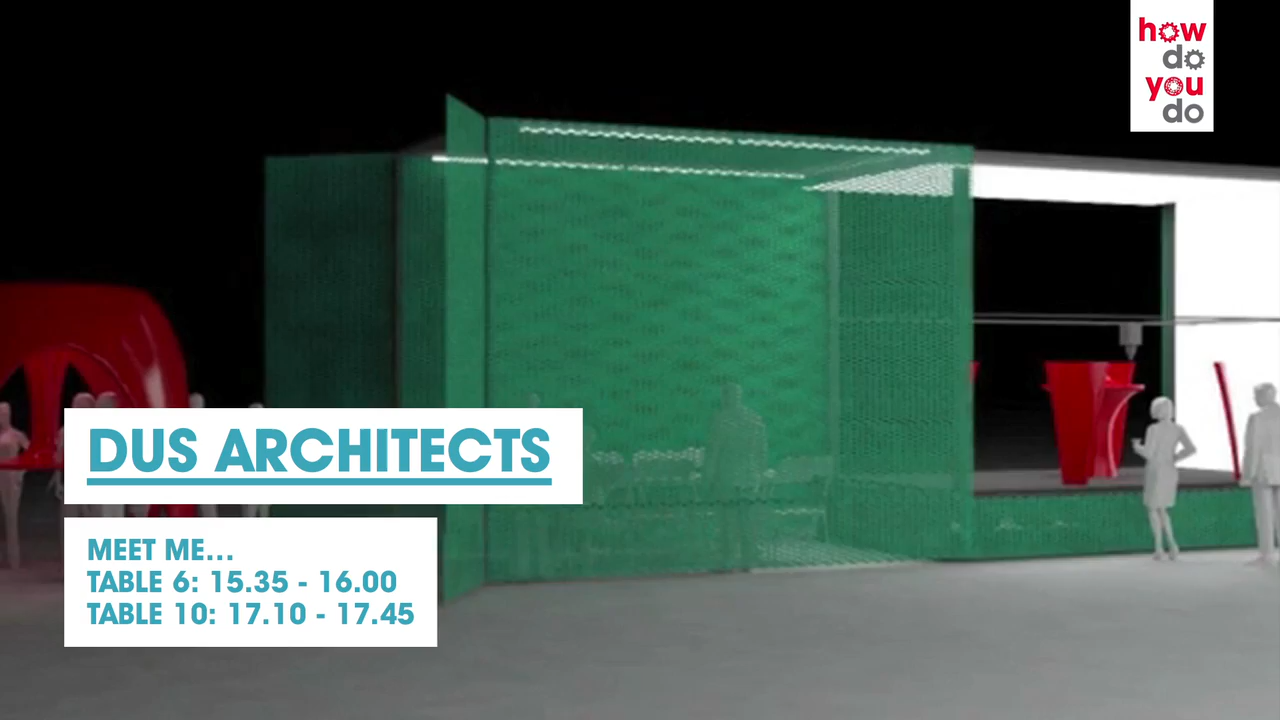 how
do
you
do
DUS ARCHITECTS
MEET ME...
TABLE 6: 15.35 - 16.00
TABLE 10: 17.10 - 17.45